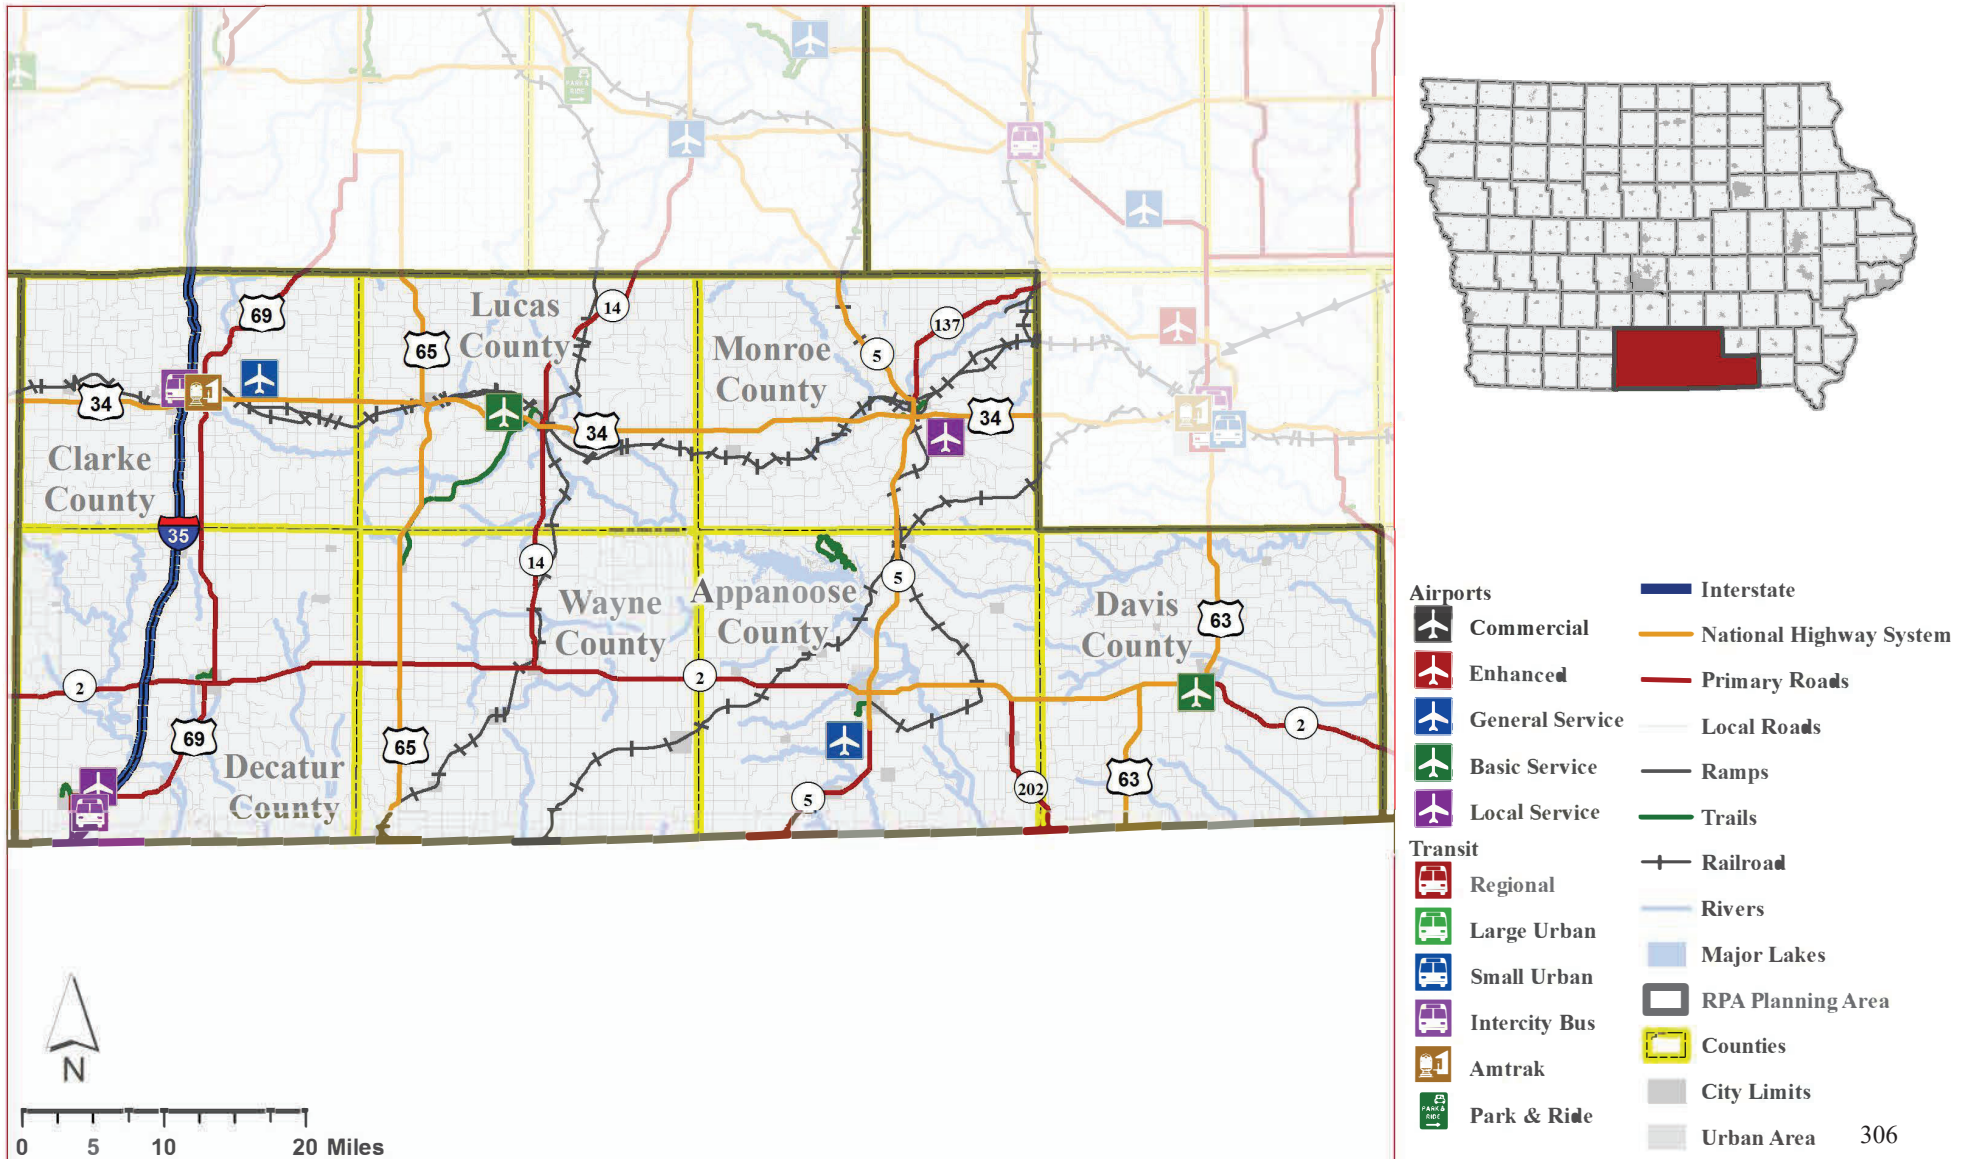 PARK &
RIDE
69
14
Lucas
County
65
137
5
Monroe
County
34
34
34
Clarke
County
35
14
5
Wayne
County
Appanoose
County
Davis
County
63
2
2
2
69
65
63
Decatur
County
5
202
N
0 5 10 20 Miles
Airports
Commercial
Enhanced
General Service
Basic Service
Local Service
Transit
Regional
Large Urban
Small Urban
Intercity Bus
Amtrak
PARK &
RIDE
Park & Ride
Interstate
National Highway System
Primary Roads
Local Roads
Ramps
Trails
Railroad
Rivers
Major Lakes
RPA Planning Area
Counties
City Limits
Urban Area
306